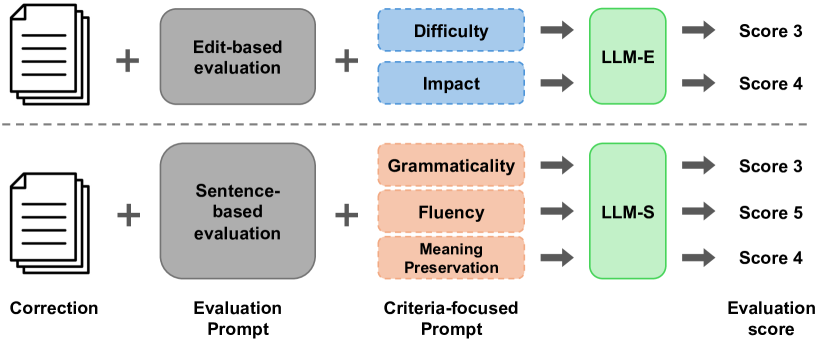 Edit-based
evaluation
Difficulty
Impact
LLM-E
Score 3
Score 4
Sentence-
based
evaluation
Grammaticality
Fluency
Meaning
Preservation
LLM-S
Score 3
Score 5
Score 4
Correction
Evaluation
Prompt
Criteria-focused
Prompt
Evaluation
score